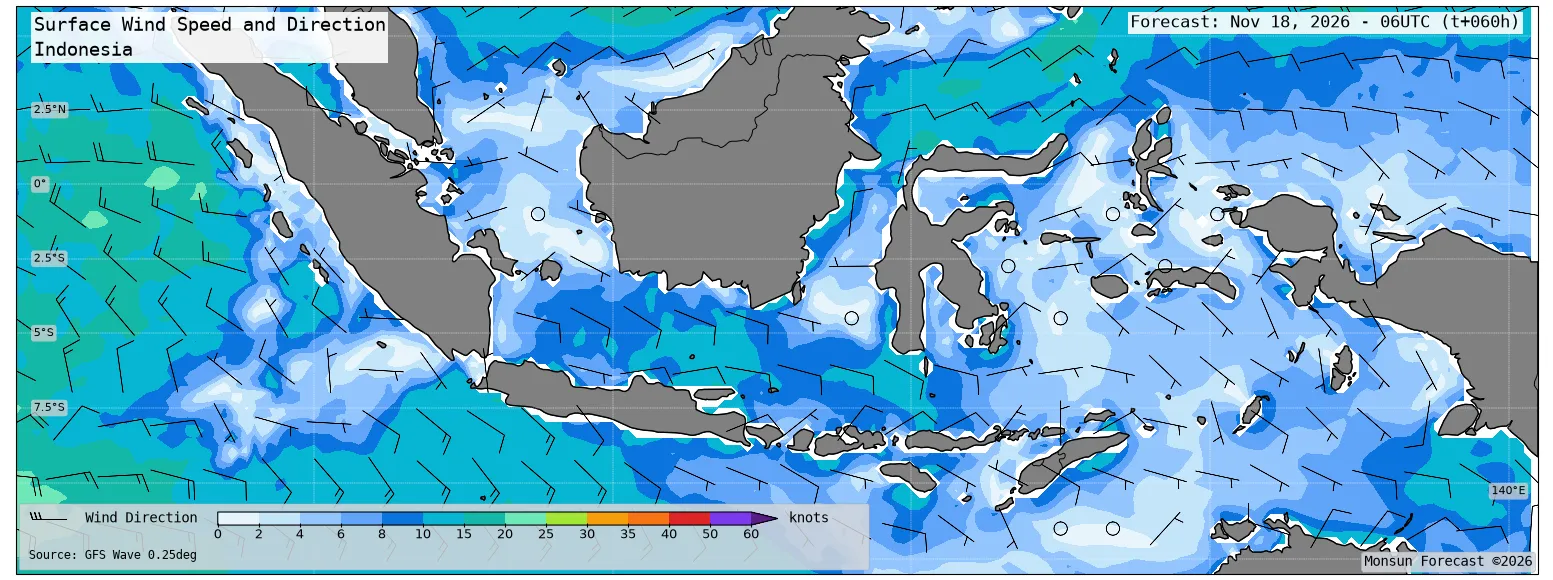 Surface Wind Speed and Direction
Indonesia
Forecast: Nov 18, 2026 - 06UTC (t+060h)
2.5°N
0°
2.5°S
5°S
7.5°S
140°E
Wind Direction
0 2 4 6 8 10 15 20 25 30 35 40 50 60
knots
Source: GFS Wave 0.25deg
Monsun Forecast ©2026